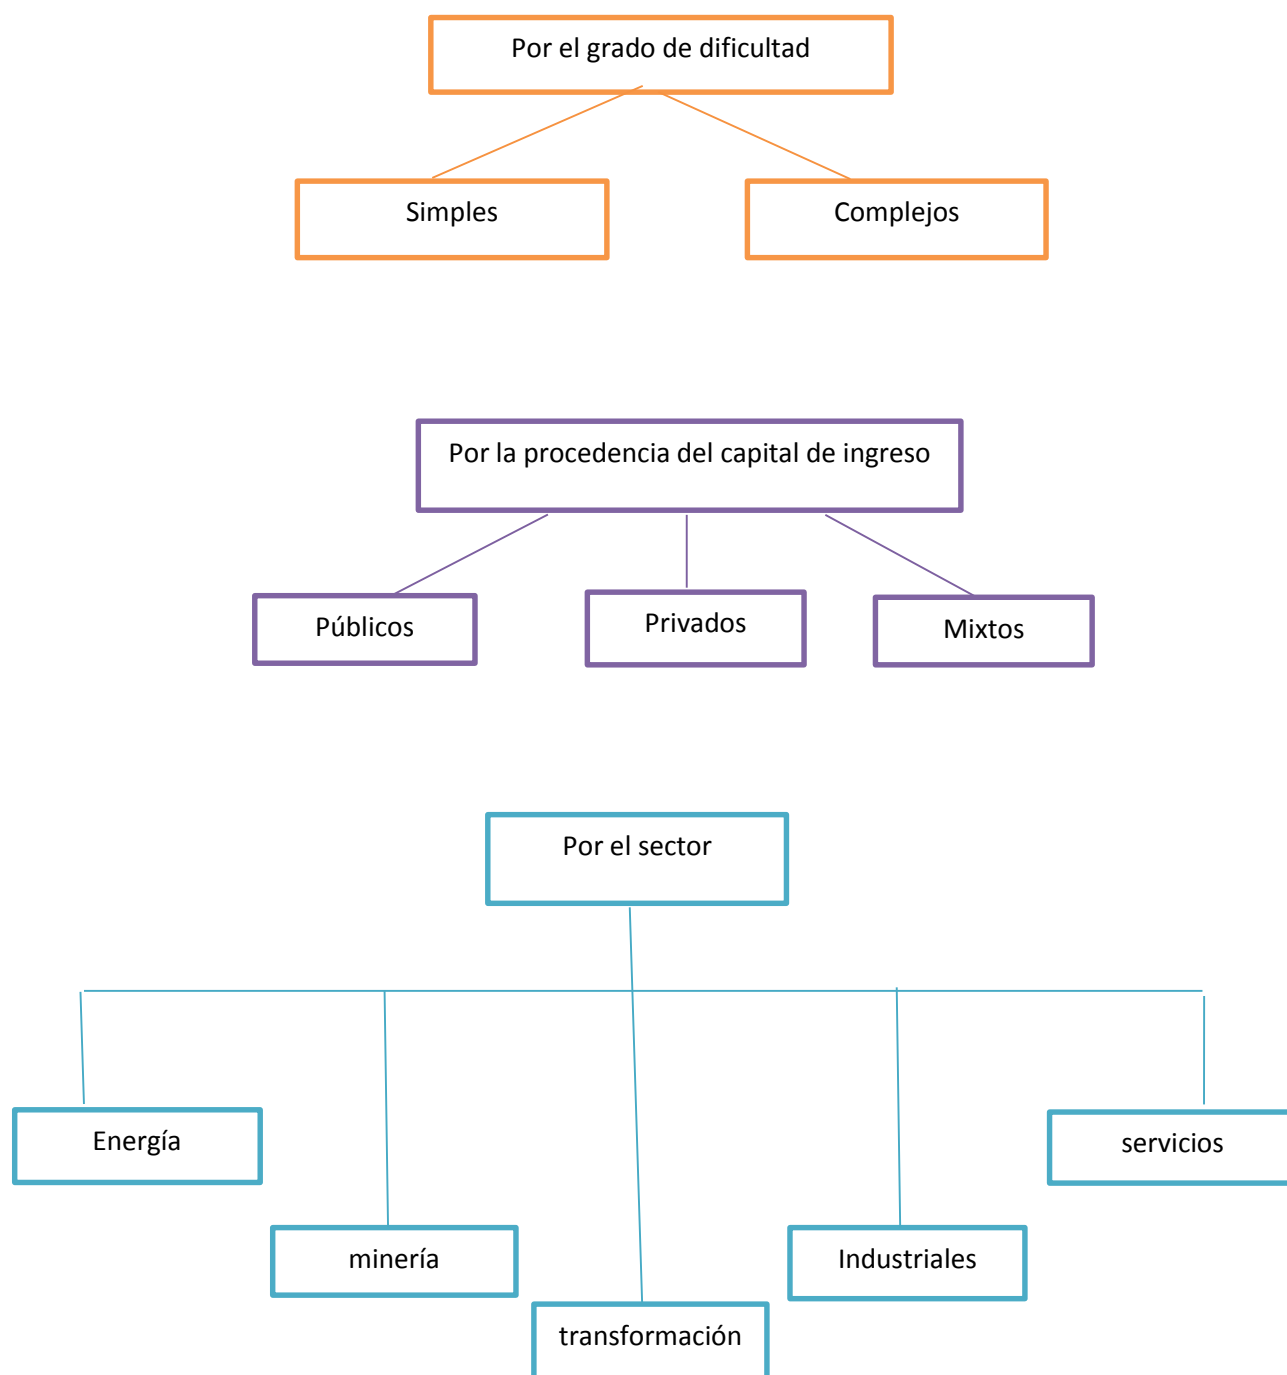 Por el grado de dificultad
Simples
Complejos
Por la procedencia del capital de ingreso
Públicos
Privados
Mixtos
Por el sector
Energía
servicios
minería
Industriales
transformación